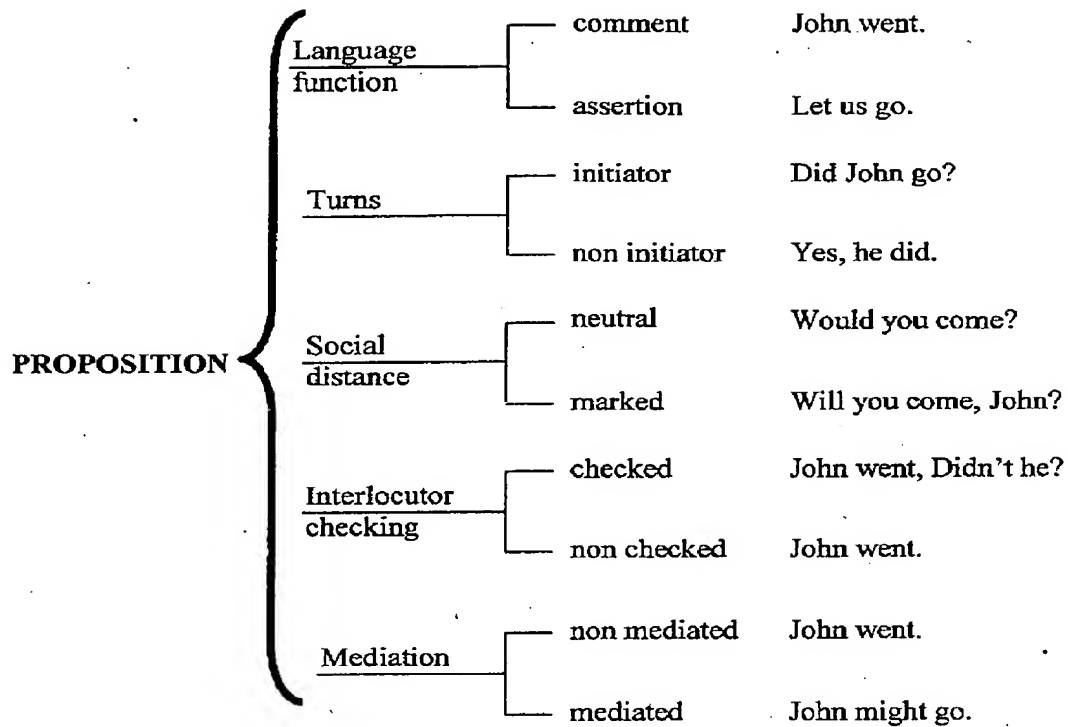 comment John went.
Language
function
assertion Let us go.
initiator Did John go?
Turns
non initiator Yes, he did.
neutral Would you come?
PROPOSITION
Social
distance
marked Will you come, John?
checked John went, Didn't he?
Interlocutor
checking
non checked John went.
non mediated John went.
Mediation
mediated John might go.